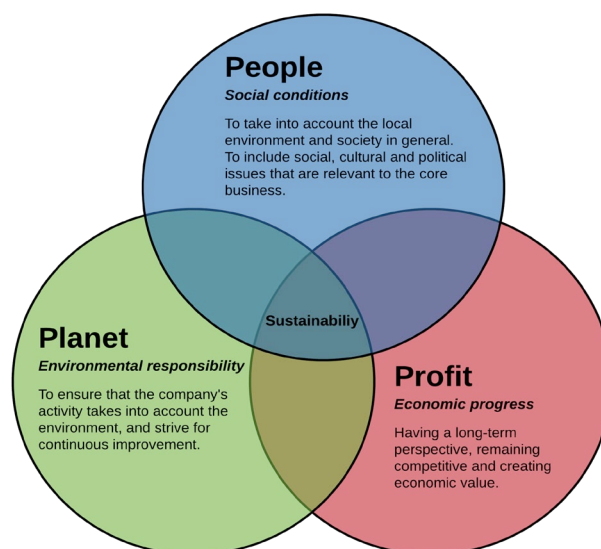 People
Social conditions
To take into account the local
environment and society in general.
To include social, cultural and political
issues that are relevant to the core
business.
Sustainabiliy
Planet
Environmental responsibility
To ensure that the company's
activity takes into account the
environment, and strive for
continuous improvement.
Profit
Economic progress
Having a long-term
perspective, remaining
competitive and creating
economic value.